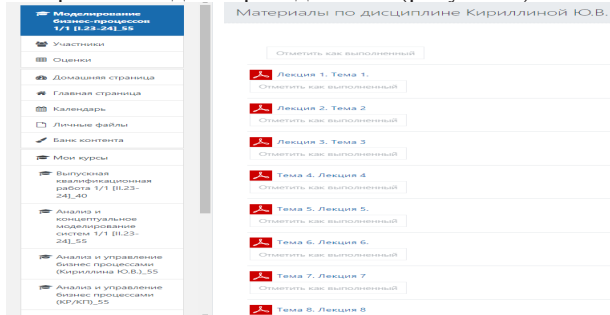 Моделирование
бизнес-процессов
1/1 [I.23-24]_55
Участники
Оценки
Домашняя страница
Главная страница
Календарь
Личные файлы
Банк контента
Мои курсы
Выпускная
квалификационная
работа 1/1 [II.23-
24]_40
Анализ и
концептуальное
моделирование
систем 1/1 [II.23-
24]_55
Анализ и управление
бизнес процессами
(Кириллина Ю.В.)_55
Анализ и управление
бизнес процессами
(КР/КП)_55
Материалы по дисциплине Кириллиной Ю.В.
Отметить как выполненный
Лекция 1. Тема 1.
Отметить как выполненный
Лекция 2. Тема 2
Отметить как выполненный
Лекция 3. Тема 3
Отметить как выполненный
Тема 4. Лекция 4
Отметить как выполненный
Тема 5. Лекция 5.
Отметить как выполненный
Тема 6. Лекция 6.
Отметить как выполненный
Тема 7. Лекция 7
Отметить как выполненный
Тема 8. Лекция 8